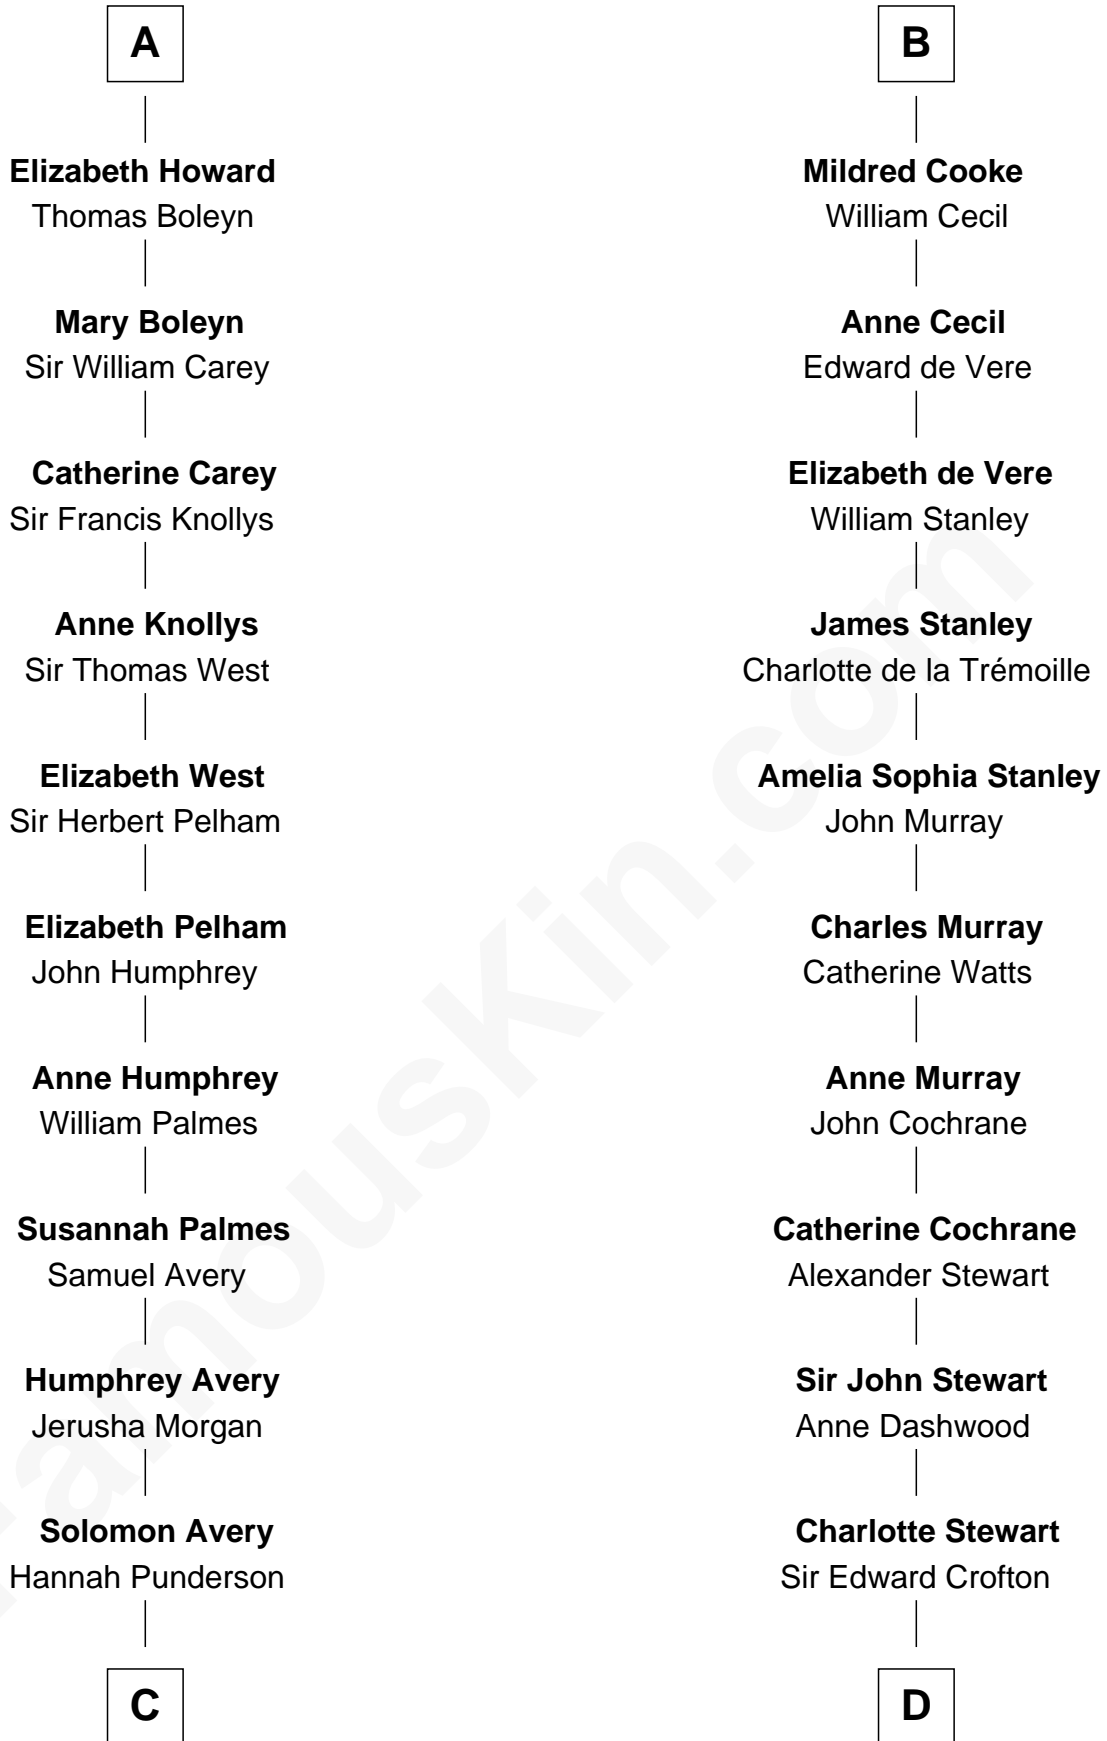 A
Elizabeth Howard
Thomas Boleyn
Mary Boleyn
Sir William Carey
Catherine Carey
Sir Francis Knollys
Anne Knollys
Sir Thomas West
Elizabeth West
Sir Herbert Pelham
Elizabeth Pelham
John Humphrey
Anne Humphrey
William Palmes
Susannah Palmes
Samuel Avery
Humphrey Avery
Jerusha Morgan
Solomon Avery
Hannah Punderson
C
B
Mildred Cooke
William Cecil
Anne Cecil
Edward de Vere
Elizabeth de Vere
William Stanley
James Stanley
Charlotte de la Trémoille
Amelia Sophia Stanley
John Murray
Charles Murray
Catherine Watts
Anne Murray
John Cochrane
Catherine Cochrane
Alexander Stewart
Sir John Stewart
Anne Dashwood
Charlotte Stewart
Sir Edward Crofton
D
FamousKin.com